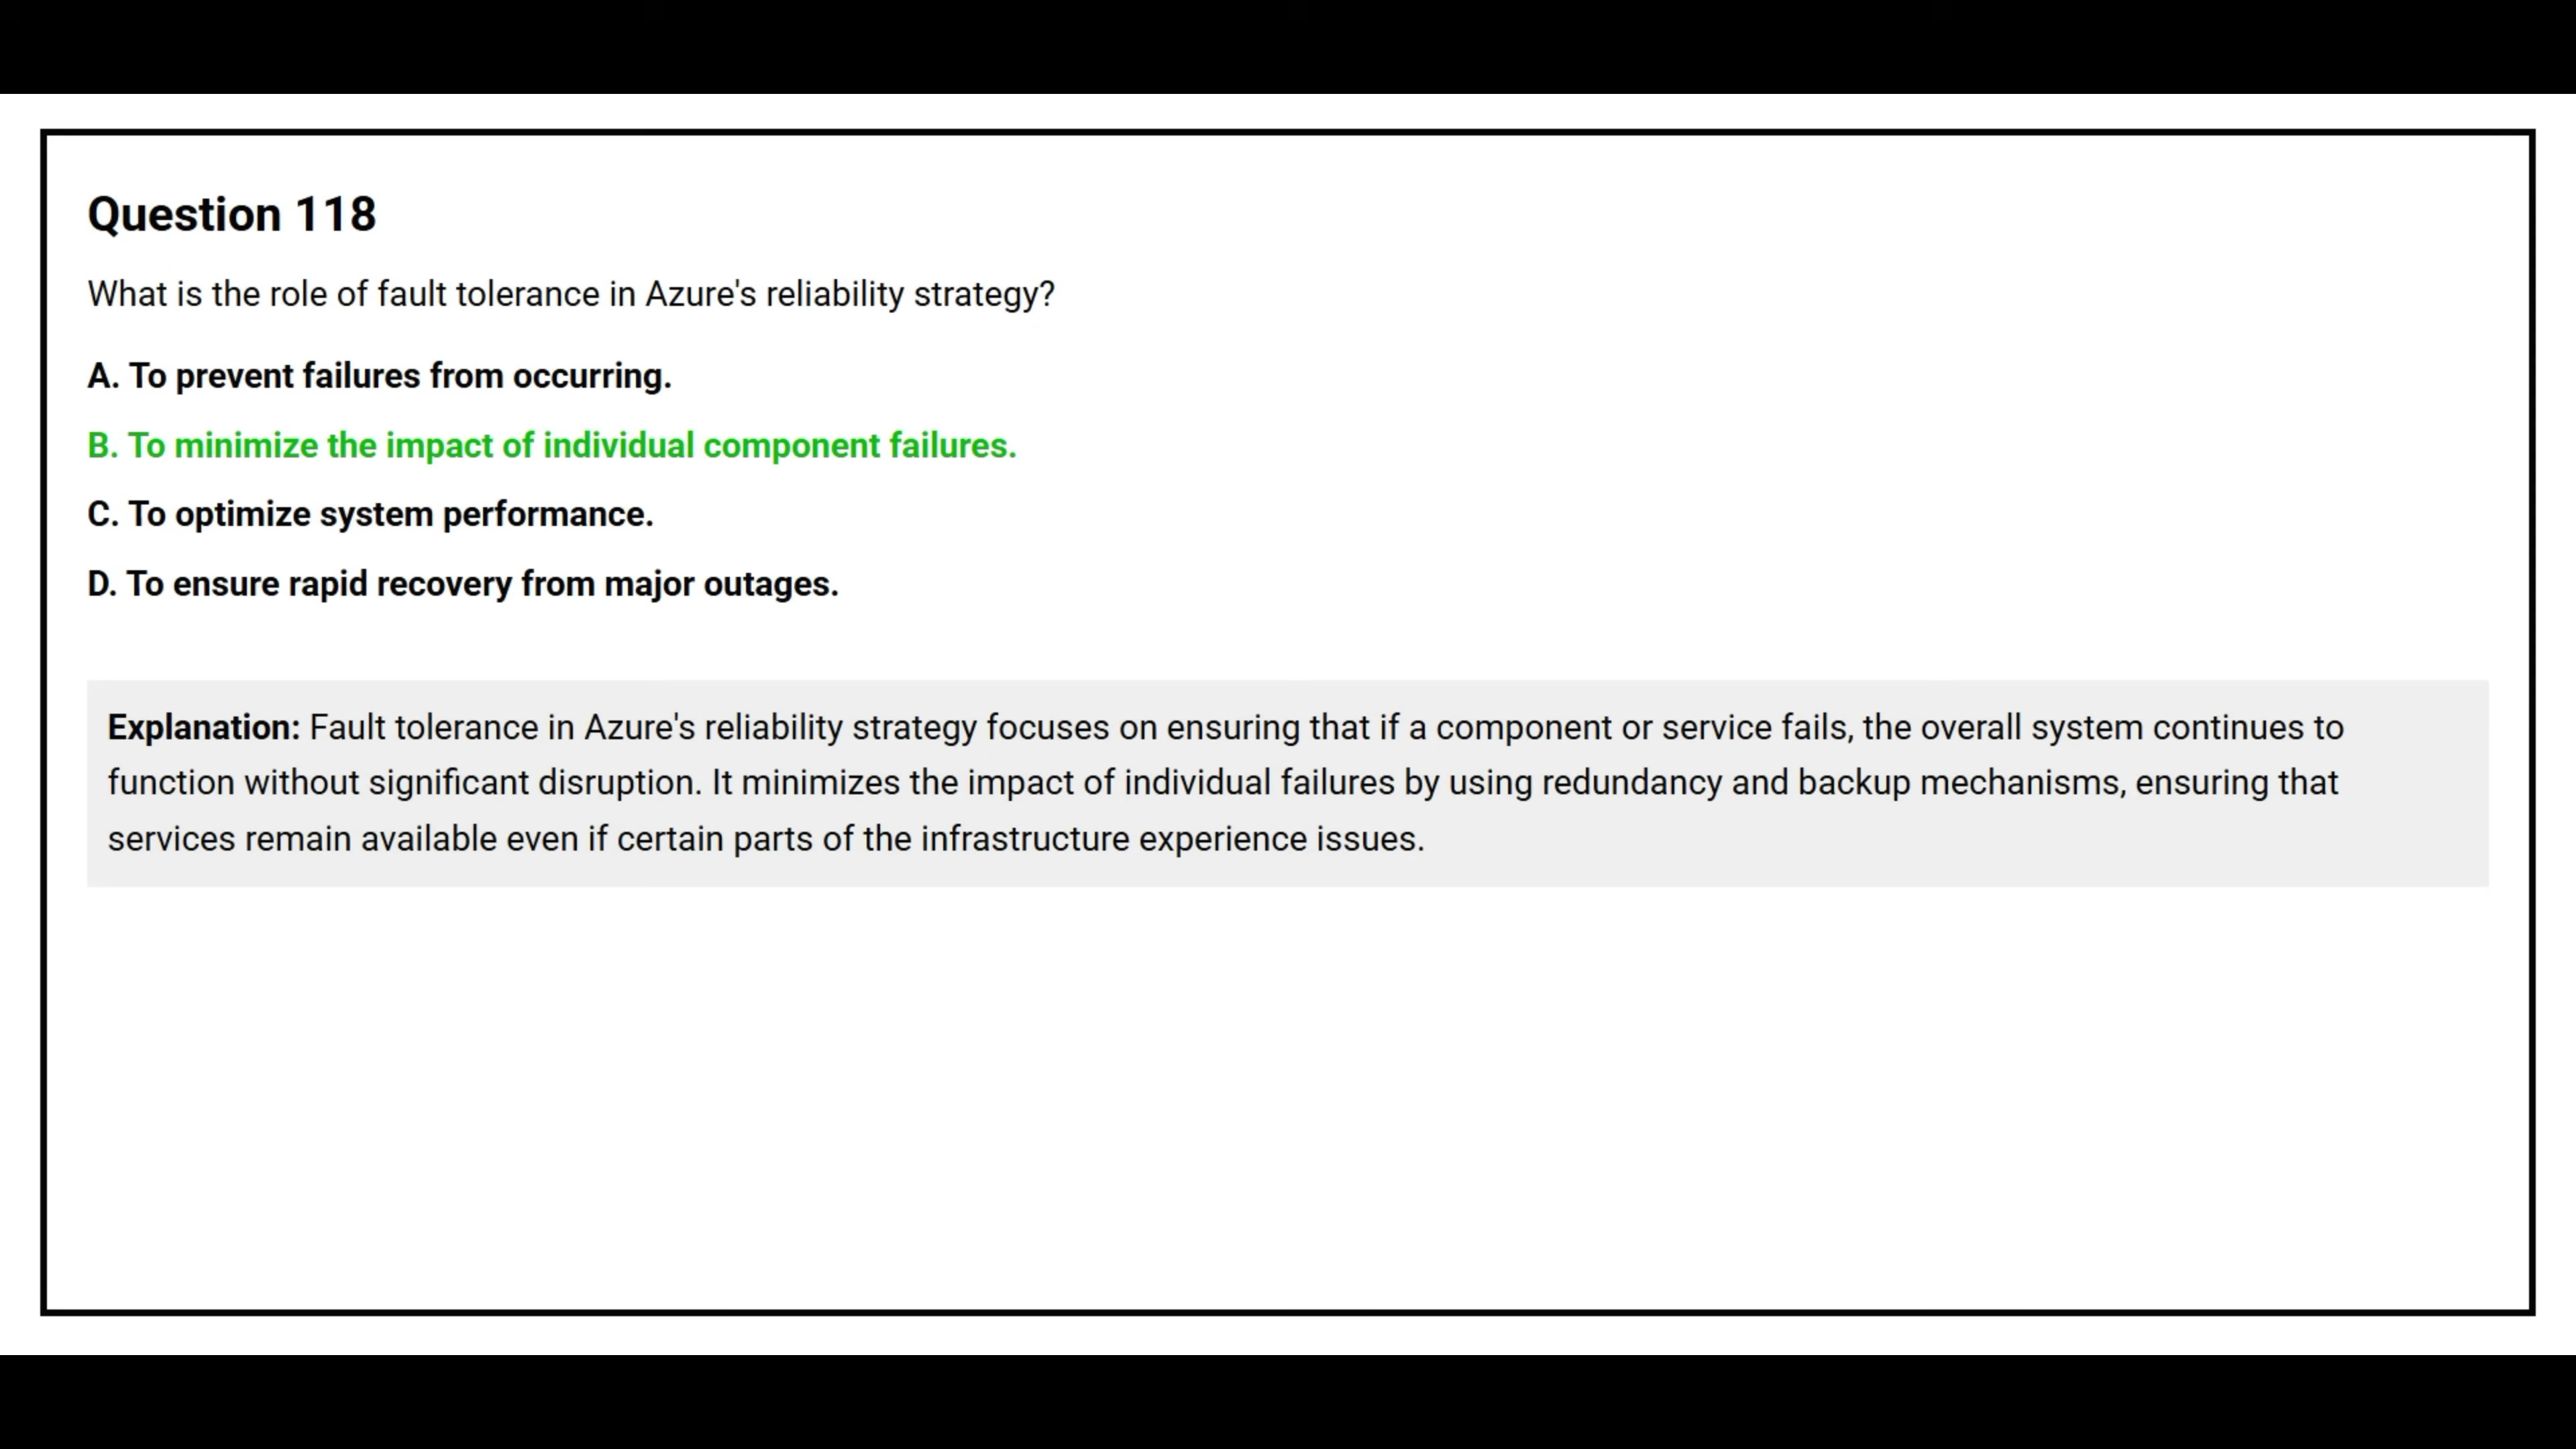 Question 118
What is the role of fault tolerance in Azure's reliability strategy?
A. To prevent failures from occurring.
B. To minimize the impact of individual component failures.
C. To optimize system performance.
D. To ensure rapid recovery from major outages.
Explanation: Fault tolerance in Azure's reliability strategy focuses on ensuring that if a component or service fails, the overall system continues to
function without significant disruption. It minimizes the impact of individual failures by using redundancy and backup mechanisms, ensuring that
services remain available even if certain parts of the infrastructure experience issues.